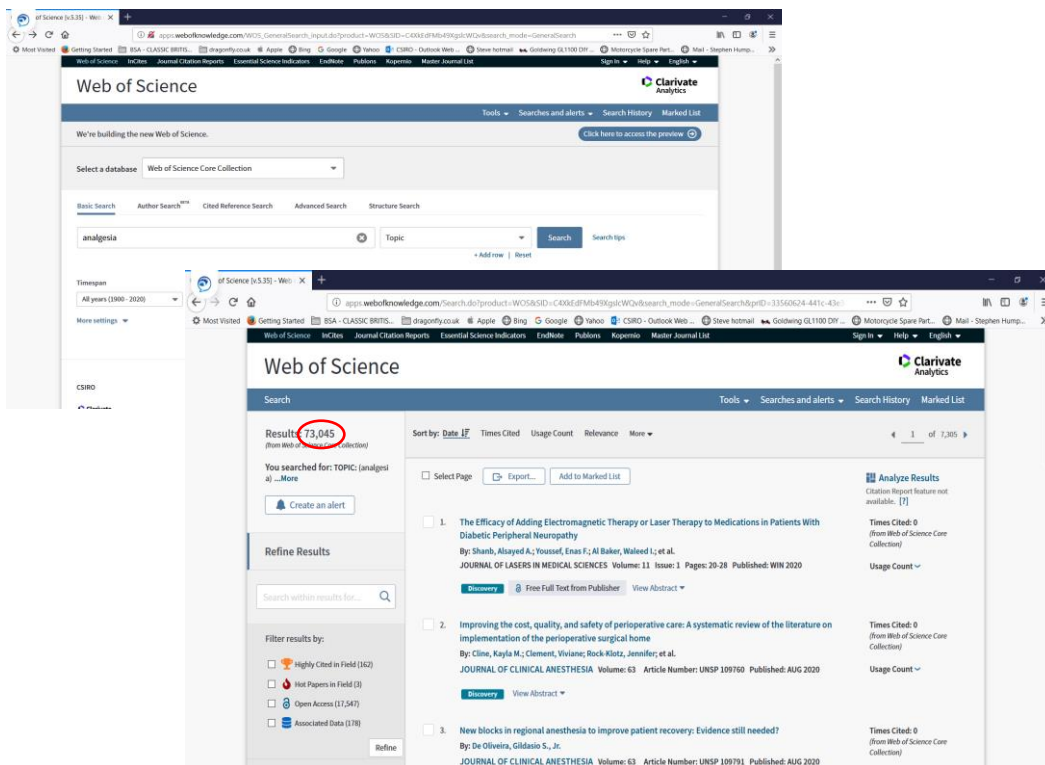 of Science [v.5.35] - Web
apps.webofknowledge.com/WOS_GeneralSearch_input.do?product=WOS&SID=C4XkEdFMb49XgslcWQv&search_mode=GeneralSearch
Most Visited Getting Started BSA - CLASSIC BRITIS... dragonfly.co.uk Apple Bing Google Yahoo CSIRO - Outlook Web ... Steve hotmail Goldwing GL1100 DIY ... Motorcycle Spare Part... Mail - Stephen Hump...
Web of Science InCites Journal Citation Reports Essential Science Indicators EndNote Publons Kopernio Master Journal List Sign In Help English
Web of Science
Clarivate
Analytics
Tools Searches and alerts Search History Marked List
We're building the new Web of Science. Click here to access the preview
Select a database Web of Science Core Collection
Basic Search Author Search BETA Cited Reference Search Advanced Search Structure Search
analgesia Topic Search Search tips
+ Add row | Reset
Timespan
All years (1900 - 2020)
More settings
CSIRO
of Science [v.5.35] - Web
apps.webofknowledge.com/Search.do?product=WOS&SID=C4XkEdFMb49XgslcWQv&search_mode=GeneralSearch&prID=33560624-441c-43e
Most Visited Getting Started BSA - CLASSIC BRITIS... dragonfly.co.uk Apple Bing Google Yahoo CSIRO - Outlook Web ... Steve hotmail Goldwing GL1100 DIY ... Motorcycle Spare Part... Mail - Stephen Hump...
Web of Science InCites Journal Citation Reports Essential Science Indicators EndNote Publons Kopernio Master Journal List Sign In Help English
Web of Science
Clarivate
Analytics
Search Tools Searches and alerts Search History Marked List
Results: 73,045
(from Web of Science Core Collection)
You searched for: TOPIC: (analgesi
a) ...More
Create an alert
Refine Results
Search within results for...
Filter results by:
Highly Cited in Field (162)
Hot Papers in Field (3)
Open Access (17,547)
Associated Data (178)
Refine
Sort by: Date Times Cited Usage Count Relevance More
1 of 7,305
Select Page Export... Add to Marked List
Analyze Results
Citation Report feature not
available. [?]
1. The Efficacy of Adding Electromagnetic Therapy or Laser Therapy to Medications in Patients With
Diabetic Peripheral Neuropathy
By: Shanb, Alsayed A.; Youssef, Enas F.; Al Baker, Waleed I.; et al.
JOURNAL OF LASERS IN MEDICAL SCIENCES Volume: 11 Issue: 1 Pages: 20-28 Published: WIN 2020
Discovery Free Full Text from Publisher View Abstract
Times Cited: 0
(from Web of Science Core
Collection)
Usage Count
2. Improving the cost, quality, and safety of perioperative care: A systematic review of the literature on
implementation of the perioperative surgical home
By: Cline, Kayla M.; Clement, Viviane; Rock-Klotz, Jennifer; et al.
JOURNAL OF CLINICAL ANESTHESIA Volume: 63 Article Number: UNSP 109760 Published: AUG 2020
Discovery View Abstract
Times Cited: 0
(from Web of Science Core
Collection)
Usage Count
3. New blocks in regional anesthesia to improve patient recovery: Evidence still needed?
By: De Oliveira, Gildasio S., Jr.
JOURNAL OF CLINICAL ANESTHESIA Volume: 63 Article Number: UNSP 109791 Published: AUG 2020
Times Cited: 0
(from Web of Science Core
Collection)